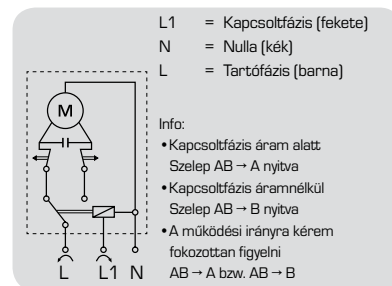 L1 = Kapcsoltfázis (fekete)
N = Nulla (kék)
L = Tartófázis (barna)
M
Info:
•Kapcsoltfázis áram alatt
Szelep AB → A nyitva
•Kapcsoltfázis áramnélkül
Szelep AB → B nyitva
•A működési irányra kérem
fokozottan figyelni
AB → A bzw. AB → B
L L1 N